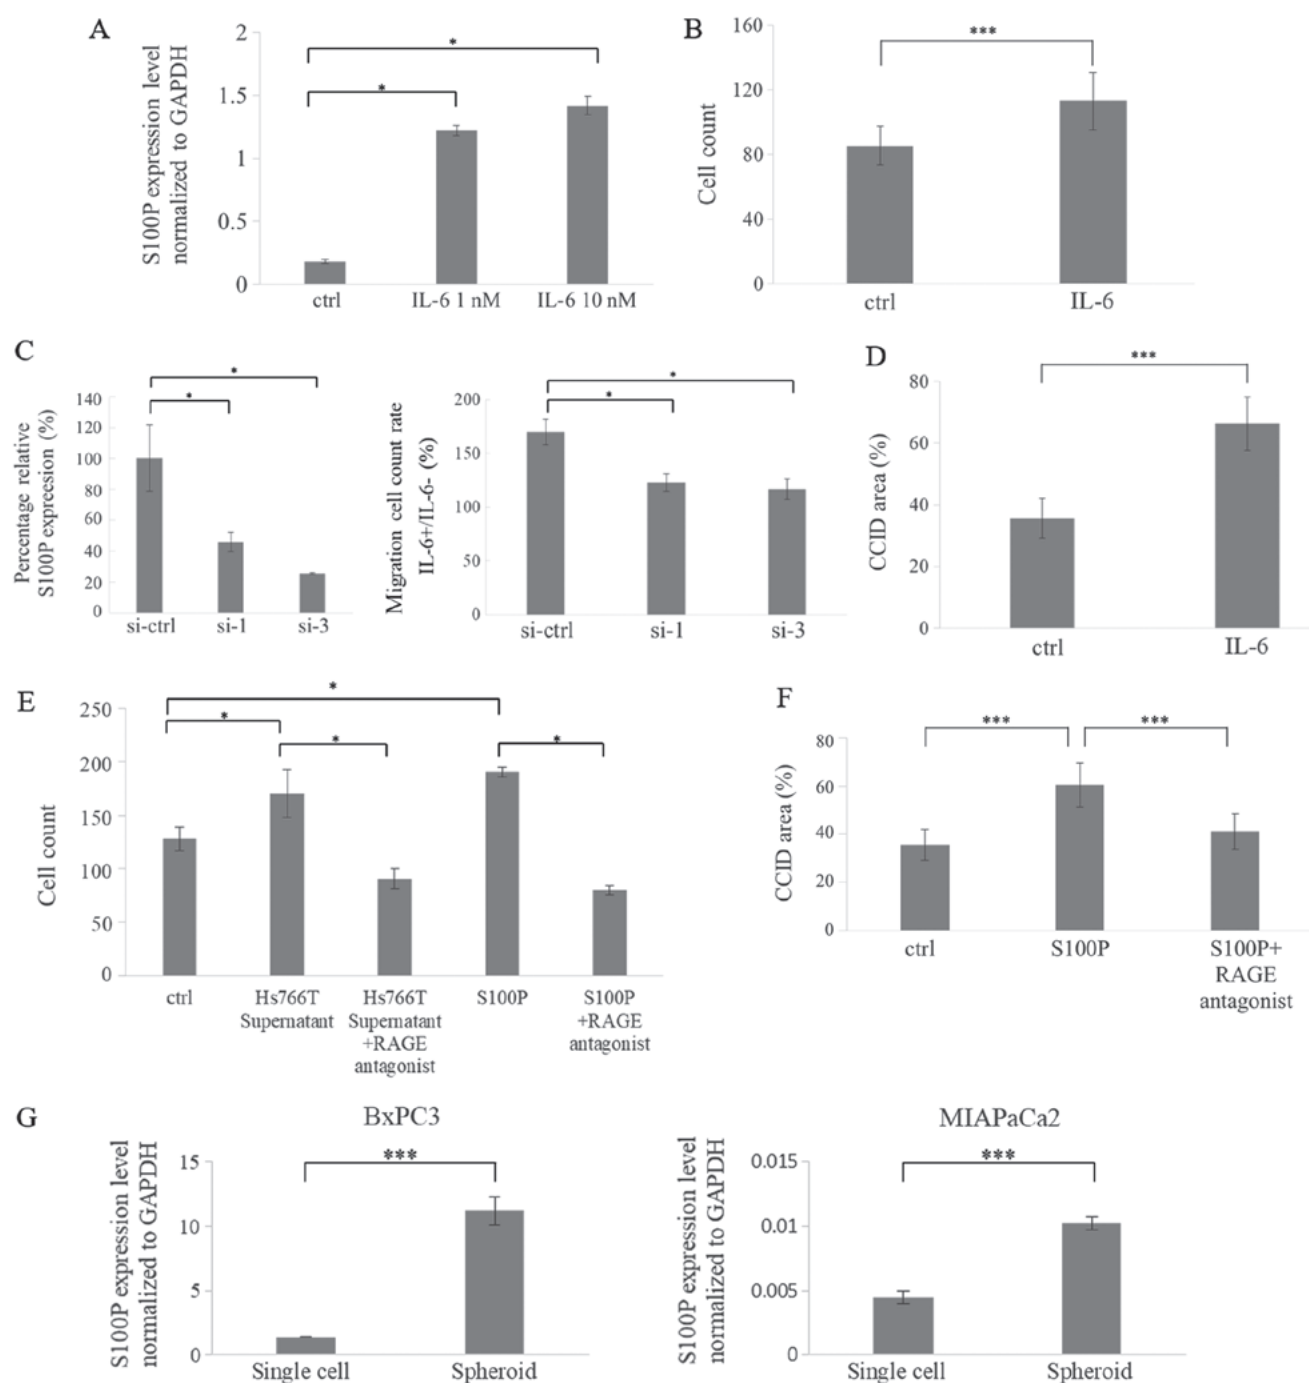 A
S100P expression level
normalized to GAPDH
2
1.5
1
0.5
0
*
*
ctrl
IL-6 1 nM
IL-6 10 nM
B
Cell count
160
120
80
40
0
***
ctrl
IL-6
C
Percentage relative
S100P expreesion (%)
140
120
100
80
60
40
20
0
*
*
si-ctrl
si-1
si-3
Migration cell count rate
IL-6+/IL-6- (%)
200
150
100
50
0
*
*
si-ctrl
si-1
si-3
D
CCID area (%)
80
60
40
20
0
***
ctrl
IL-6
E
Cell count
250
200
150
100
50
0
*
*
*
*
ctrl
Hs766T
Supernatant
Hs766T
Supernatant
+RAGE
antagonist
S100P
S100P
+RAGE
antagonist
F
CCID area (%)
80
60
40
20
0
***
***
ctrl
S100P
S100P+
RAGE
antagonist
G
BxPC3
S100P expression level
normalized to GAPDH
15
10
5
0
***
Single cell
Spheroid
MIAPaCa2
S100P expression level
normalized to GAPDH
0.015
0.01
0.005
0
***
Single cell
Spheroid